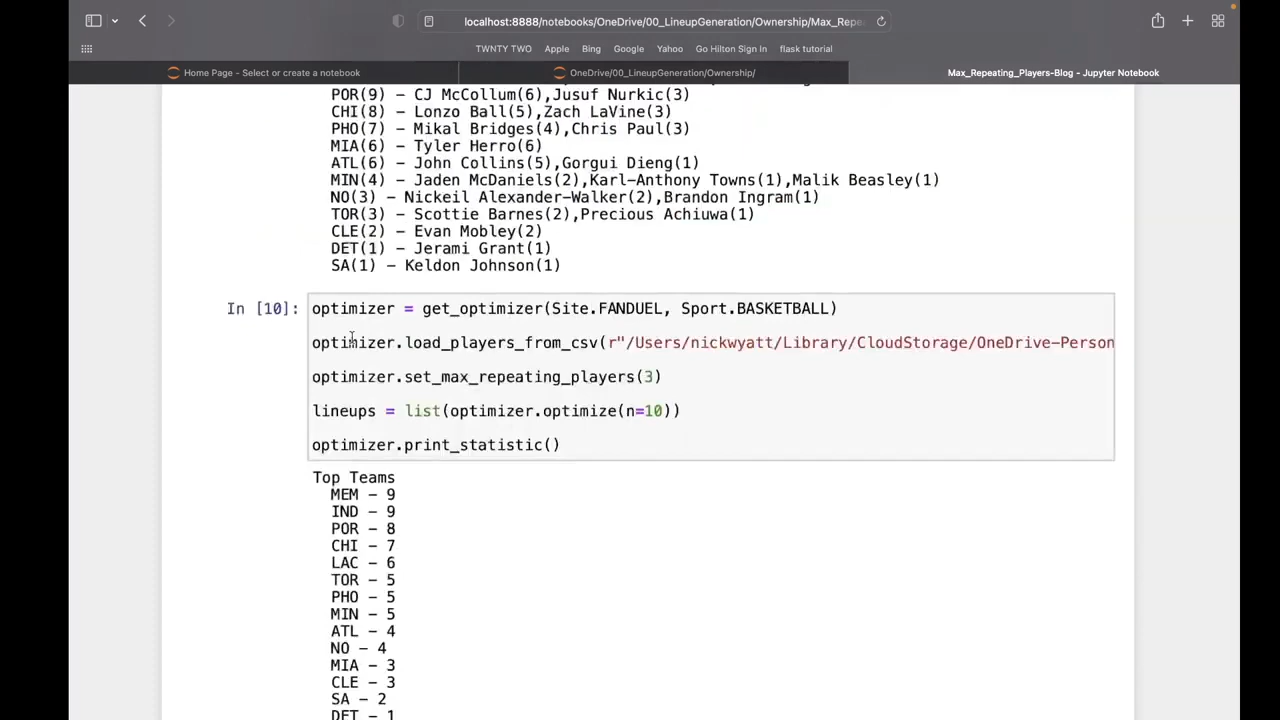 localhost:8888/notebooks/OneDrive/00_LineupGeneration/Ownership/Max_Repea
TWNTY TWO Apple Bing Google Yahoo Go Hilton Sign In flask tutorial
Home Page - Select or create a notebook OneDrive/00_LineupGeneration/Ownership/ Max_Repeating_Players-Blog - Jupyter Notebook
POR(9) - CJ McCollum(6),Jusuf Nurkic(3)
CHI(8) - Lonzo Ball(5),Zach LaVine(3)
PHO(7) - Mikal Bridges(4),Chris Paul(3)
MIA(6) - Tyler Herro(6)
ATL(6) - John Collins(5),Gorgui Dieng(1)
MIN(4) - Jaden McDaniels(2),Karl-Anthony Towns(1),Malik Beasley(1)
NO(3) - Nickeil Alexander-Walker(2),Brandon Ingram(1)
TOR(3) - Scottie Barnes(2),Precious Achiuwa(1)
CLE(2) - Evan Mobley(2)
DET(1) - Jerami Grant(1)
SA(1) - Keldon Johnson(1)
In [10]: optimizer = get_optimizer(Site.FANDUEL, Sport.BASKETBALL)
optimizer.load_players_from_csv(r"/Users/nickwyatt/Library/CloudStorage/OneDrive-Person
optimizer.set_max_repeating_players(3)
lineups = list(optimizer.optimize(n=10))
optimizer.print_statistic()
Top Teams
MEM - 9
IND - 9
POR - 8
CHI - 7
LAC - 6
TOR - 5
PHO - 5
MIN - 5
ATL - 4
NO - 4
MIA - 3
CLE - 3
SA - 2
DET - 1